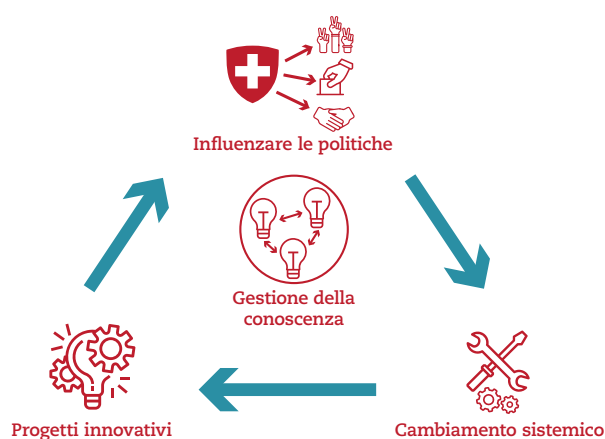 Influenzare le politiche
Gestione della
conoscenza
Progetti innovativi
Cambiamento sistemico